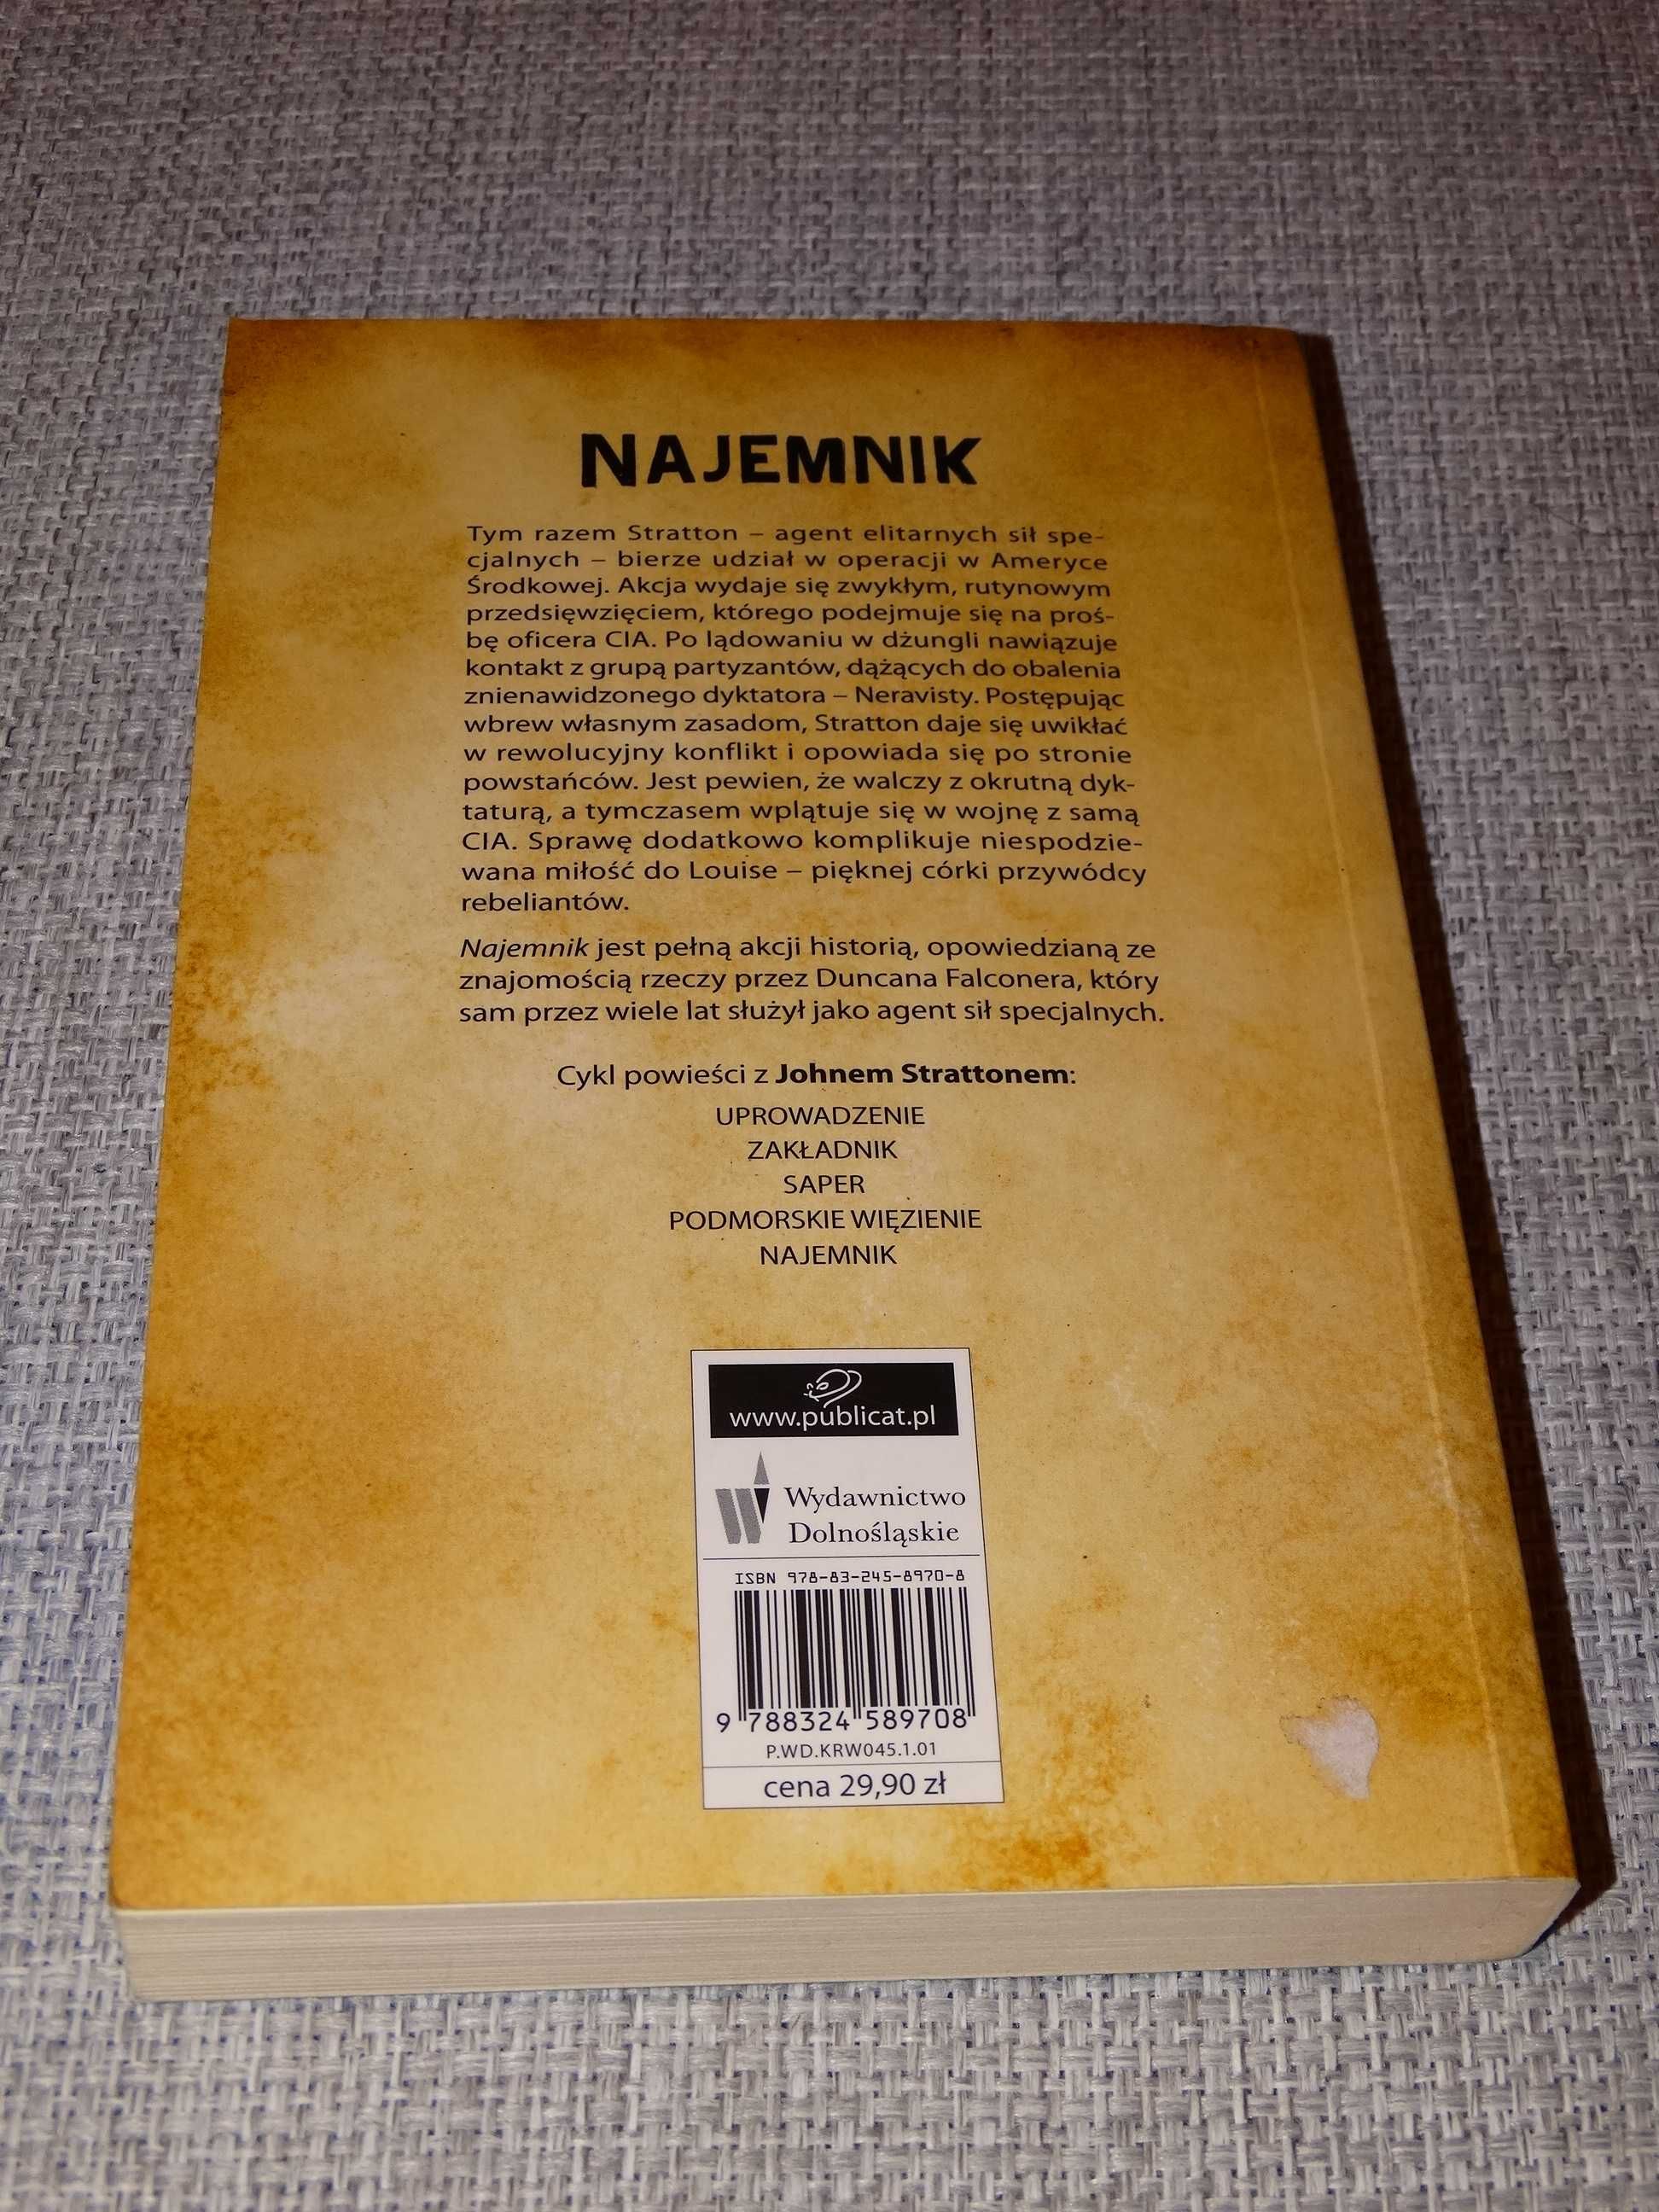 NAJEMNIK
Tym razem Stratton – agent elitarnych sił spe-
cjalnych – bierze udział w operacji w Ameryce
Środkowej. Akcja wydaje się zwykłym, rutynowym
przedsięwzięciem, którego podejmuje się na proś-
bę oficera CIA. Po lądowaniu w dżungli nawiązuje
kontakt z grupą partyzantów, dążących do obalenia
znienawidzonego dyktatora – Neravisty. Postępując
wbrew własnym zasadom, Stratton daje się uwikłać
w rewolucyjny konflikt i opowiada się po stronie
powstańców. Jest pewien, że walczy z okrutną dyk-
taturą, a tymczasem wplątuje się w wojnę z samą
CIA. Sprawę dodatkowo komplikuje niespodzie-
wana miłość do Louise – pięknej córki przywódcy
rebeliantów.
Najemnik jest pełną akcji historią, opowiedzianą ze
znajomością rzeczy przez Duncana Falconera, który
sam przez wiele lat służył jako agent sił specjalnych.
Cykl powieści z Johnem Strattonem:
UPROWADZENIE
ZAKŁADNIK
SAPER
PODMORSKIE WIĘZIENIE
NAJEMNIK
www.publicat.pl
Wydawnictwo
Dolnośląskie
ISBN 978-83-245-8970-8
9 788324 589708
P.WD.KRW045.1.01
cena 29,90 zł